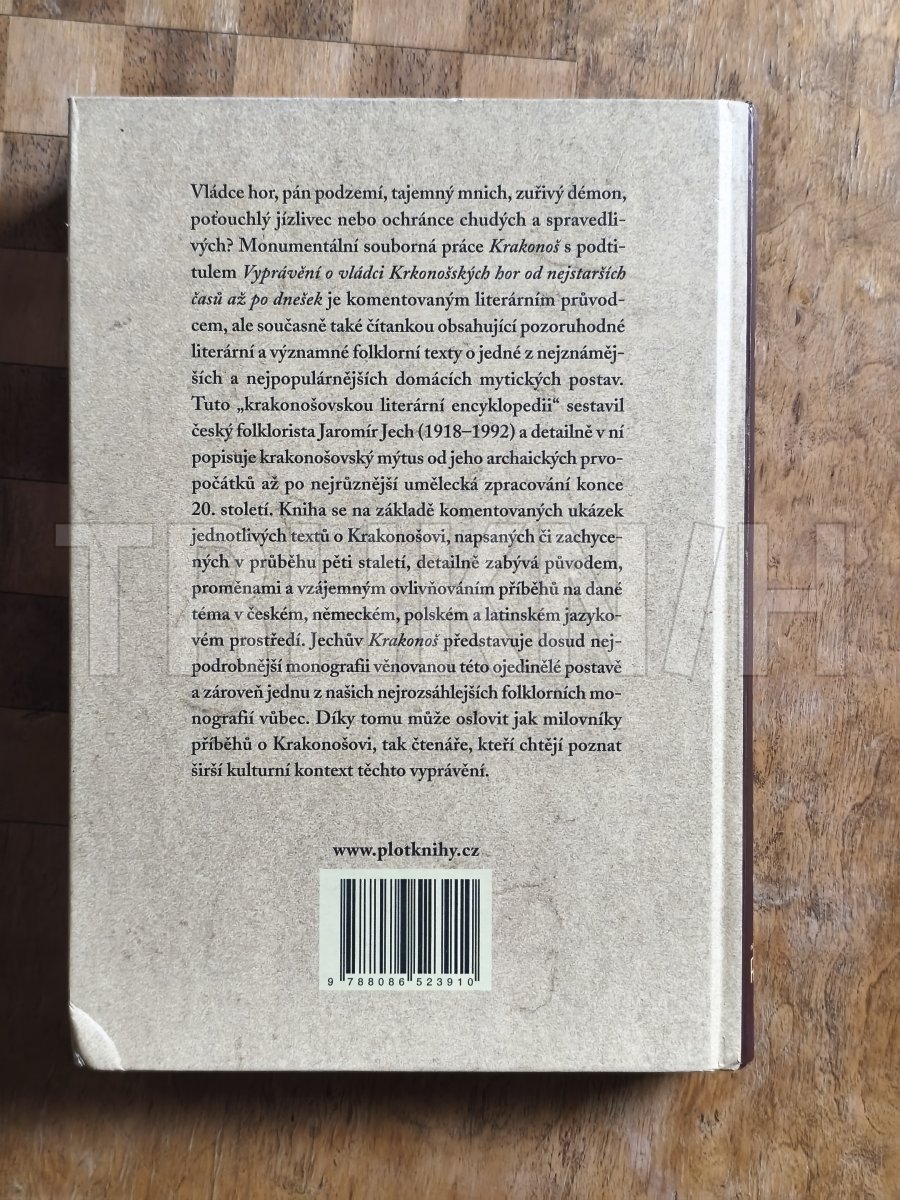 Vládce hor, pán podzemí, tajemný mnich, zuřivý démon,
poťouchlý jízlivec nebo ochránce chudých a spravedli-
vých? Monumentální souborná práce Krakonoš s podti-
tulem Vyprávění o vládci Krkonošských hor od nejstarších
časů až po dnešek je komentovaným literárním průvod-
cem, ale současně také čítankou obsahující pozoruhodné
literární a významné folklorní texty o jedné z nejznáměj-
ších a nejpopulárnějších domácích mytických postav.
Tuto „krakonošovskou literární encyklopedii“ sestavil
český folklorista Jaromír Jech (1918–1992) a detailně v ní
popisuje krakonošovský mýtus od jeho archaických prvo-
počátků až po nejrůznější umělecká zpracování konce
20. století. Kniha se na základě komentovaných ukázek
jednotlivých textů o Krakonošovi, napsaných či zachyce-
ných v průběhu pěti staletí, detailně zabývá původem,
proměnami a vzájemným ovlivňováním příběhů na dané
téma v českém, německém, polském a latinském jazyko-
vém prostředí. Jechův Krakonoš představuje dosud nej-
podrobnější monografii věnovanou této ojedinělé postavě
a zároveň jednu z našich nejrozsáhlejších folklorních mo-
nografií vůbec. Díky tomu může oslovit jak milovníky
příběhů o Krakonošovi, tak čtenáře, kteří chtějí poznat
širší kulturní kontext těchto vyprávění.
www.plotknihy.cz
9 788086 523910